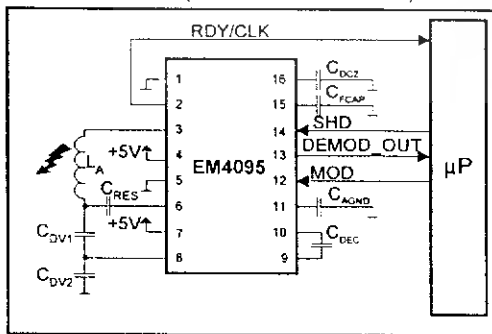 RDY/CLK
1 16 C_DC2
2 15 C_FCAP
3 14 SHD
+5V 4 13 DEMOD_OUT
L_A EM4095 µP
5 12 MOD
C_RES
6 11 C_AGND
+5V 7 10 C_DEC
C_DV1
8 9
C_DV2